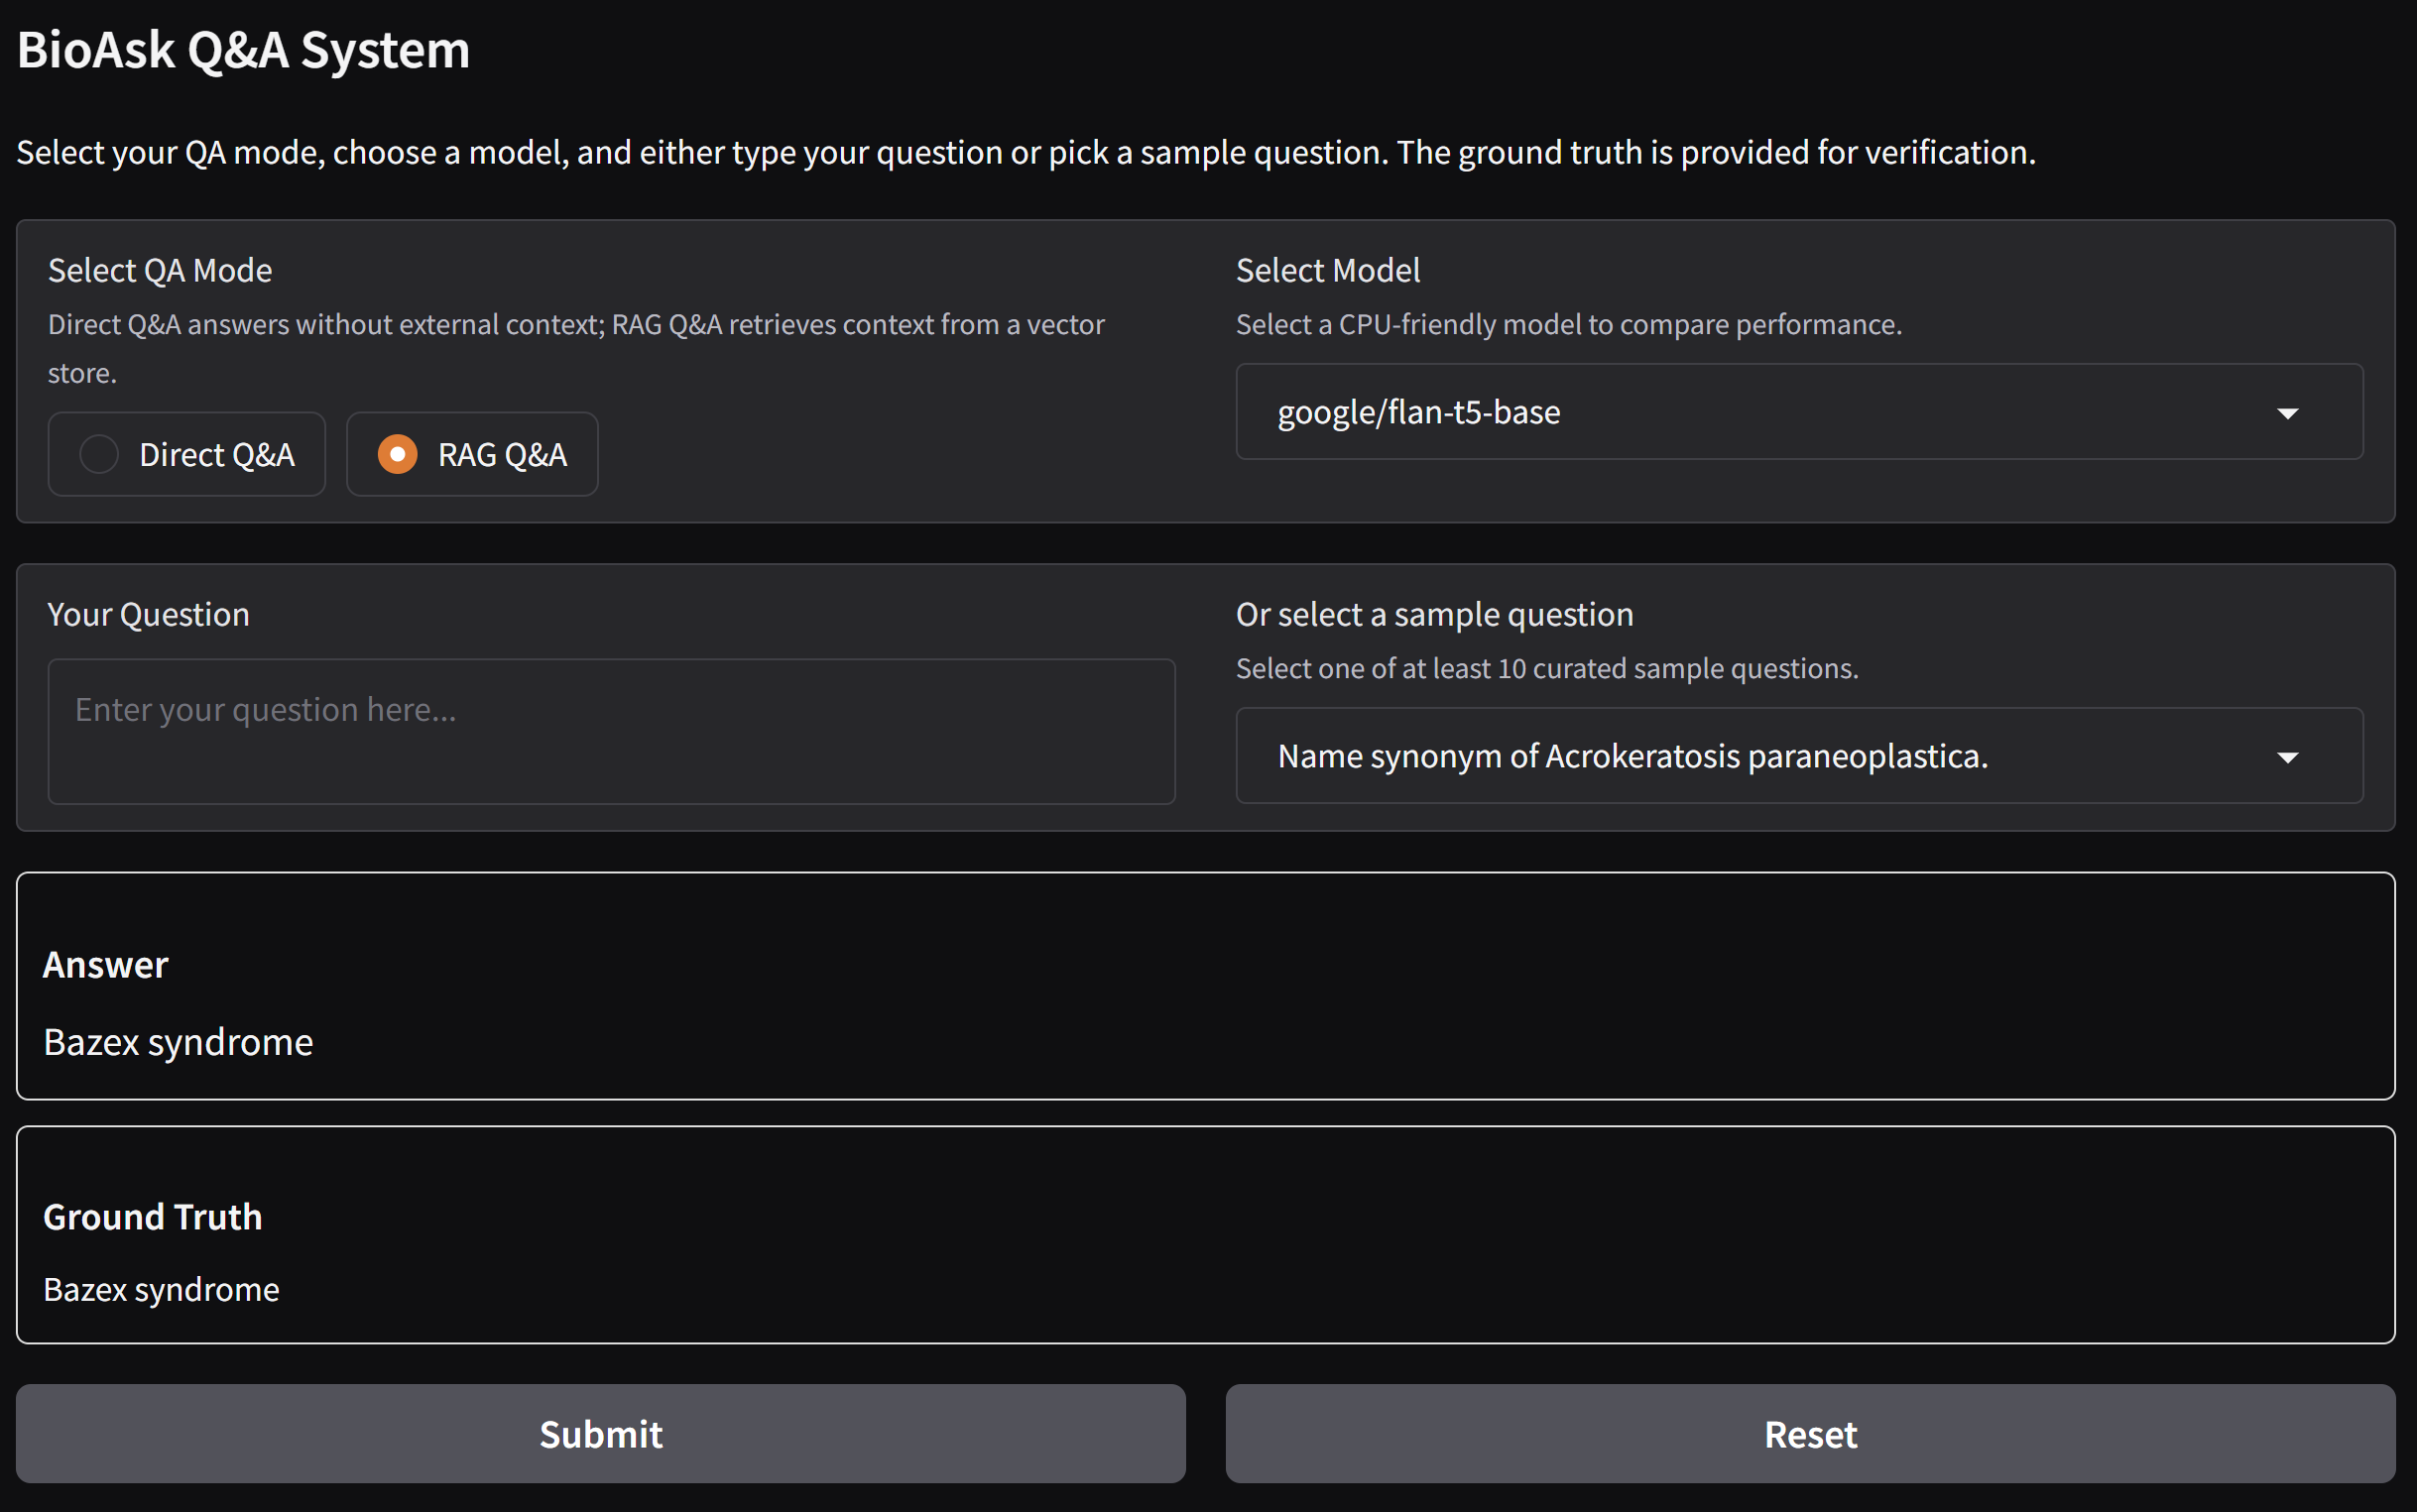 BioAsk Q&A System
Select your QA mode, choose a model, and either type your question or pick a sample question. The ground truth is provided for verification.
Select QA Mode
Direct Q&A answers without external context; RAG Q&A retrieves context from a vector
store.
Direct Q&A
RAG Q&A
Select Model
Select a CPU-friendly model to compare performance.
google/flan-t5-base
Your Question
Enter your question here...
Or select a sample question
Select one of at least 10 curated sample questions.
Name synonym of Acrokeratosis paraneoplastica.
Answer
Bazex syndrome
Ground Truth
Bazex syndrome
Submit
Reset